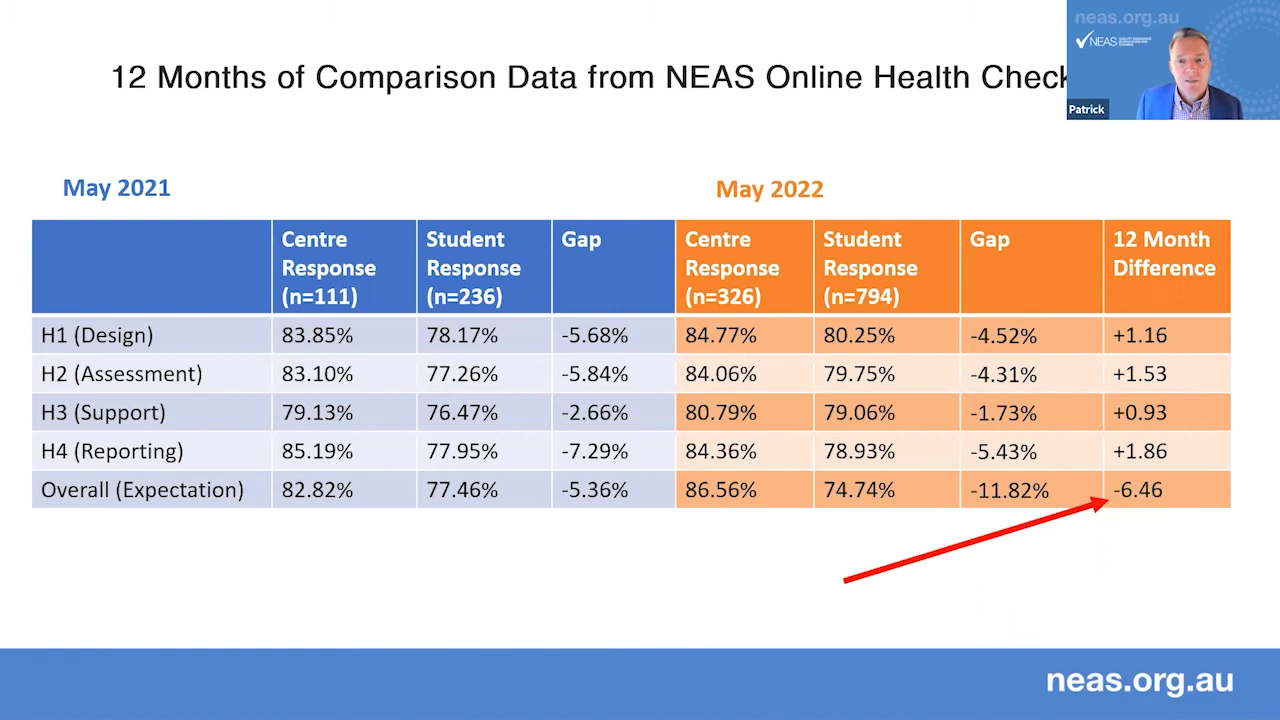 neas.org.au
NEAS
12 Months of Comparison Data from NEAS Online Health Check
Patrick
May 2021
May 2022
Centre Response (n=111) Student Response (n=236) Gap Centre Response (n=326) Student Response (n=794) Gap 12 Month Difference
H1 (Design) 83.85% 78.17% -5.68% 84.77% 80.25% -4.52% +1.16
H2 (Assessment) 83.10% 77.26% -5.84% 84.06% 79.75% -4.31% +1.53
H3 (Support) 79.13% 76.47% -2.66% 80.79% 79.06% -1.73% +0.93
H4 (Reporting) 85.19% 77.95% -7.29% 84.36% 78.93% -5.43% +1.86
Overall (Expectation) 82.82% 77.46% -5.36% 86.56% 74.74% -11.82% -6.46
neas.org.au